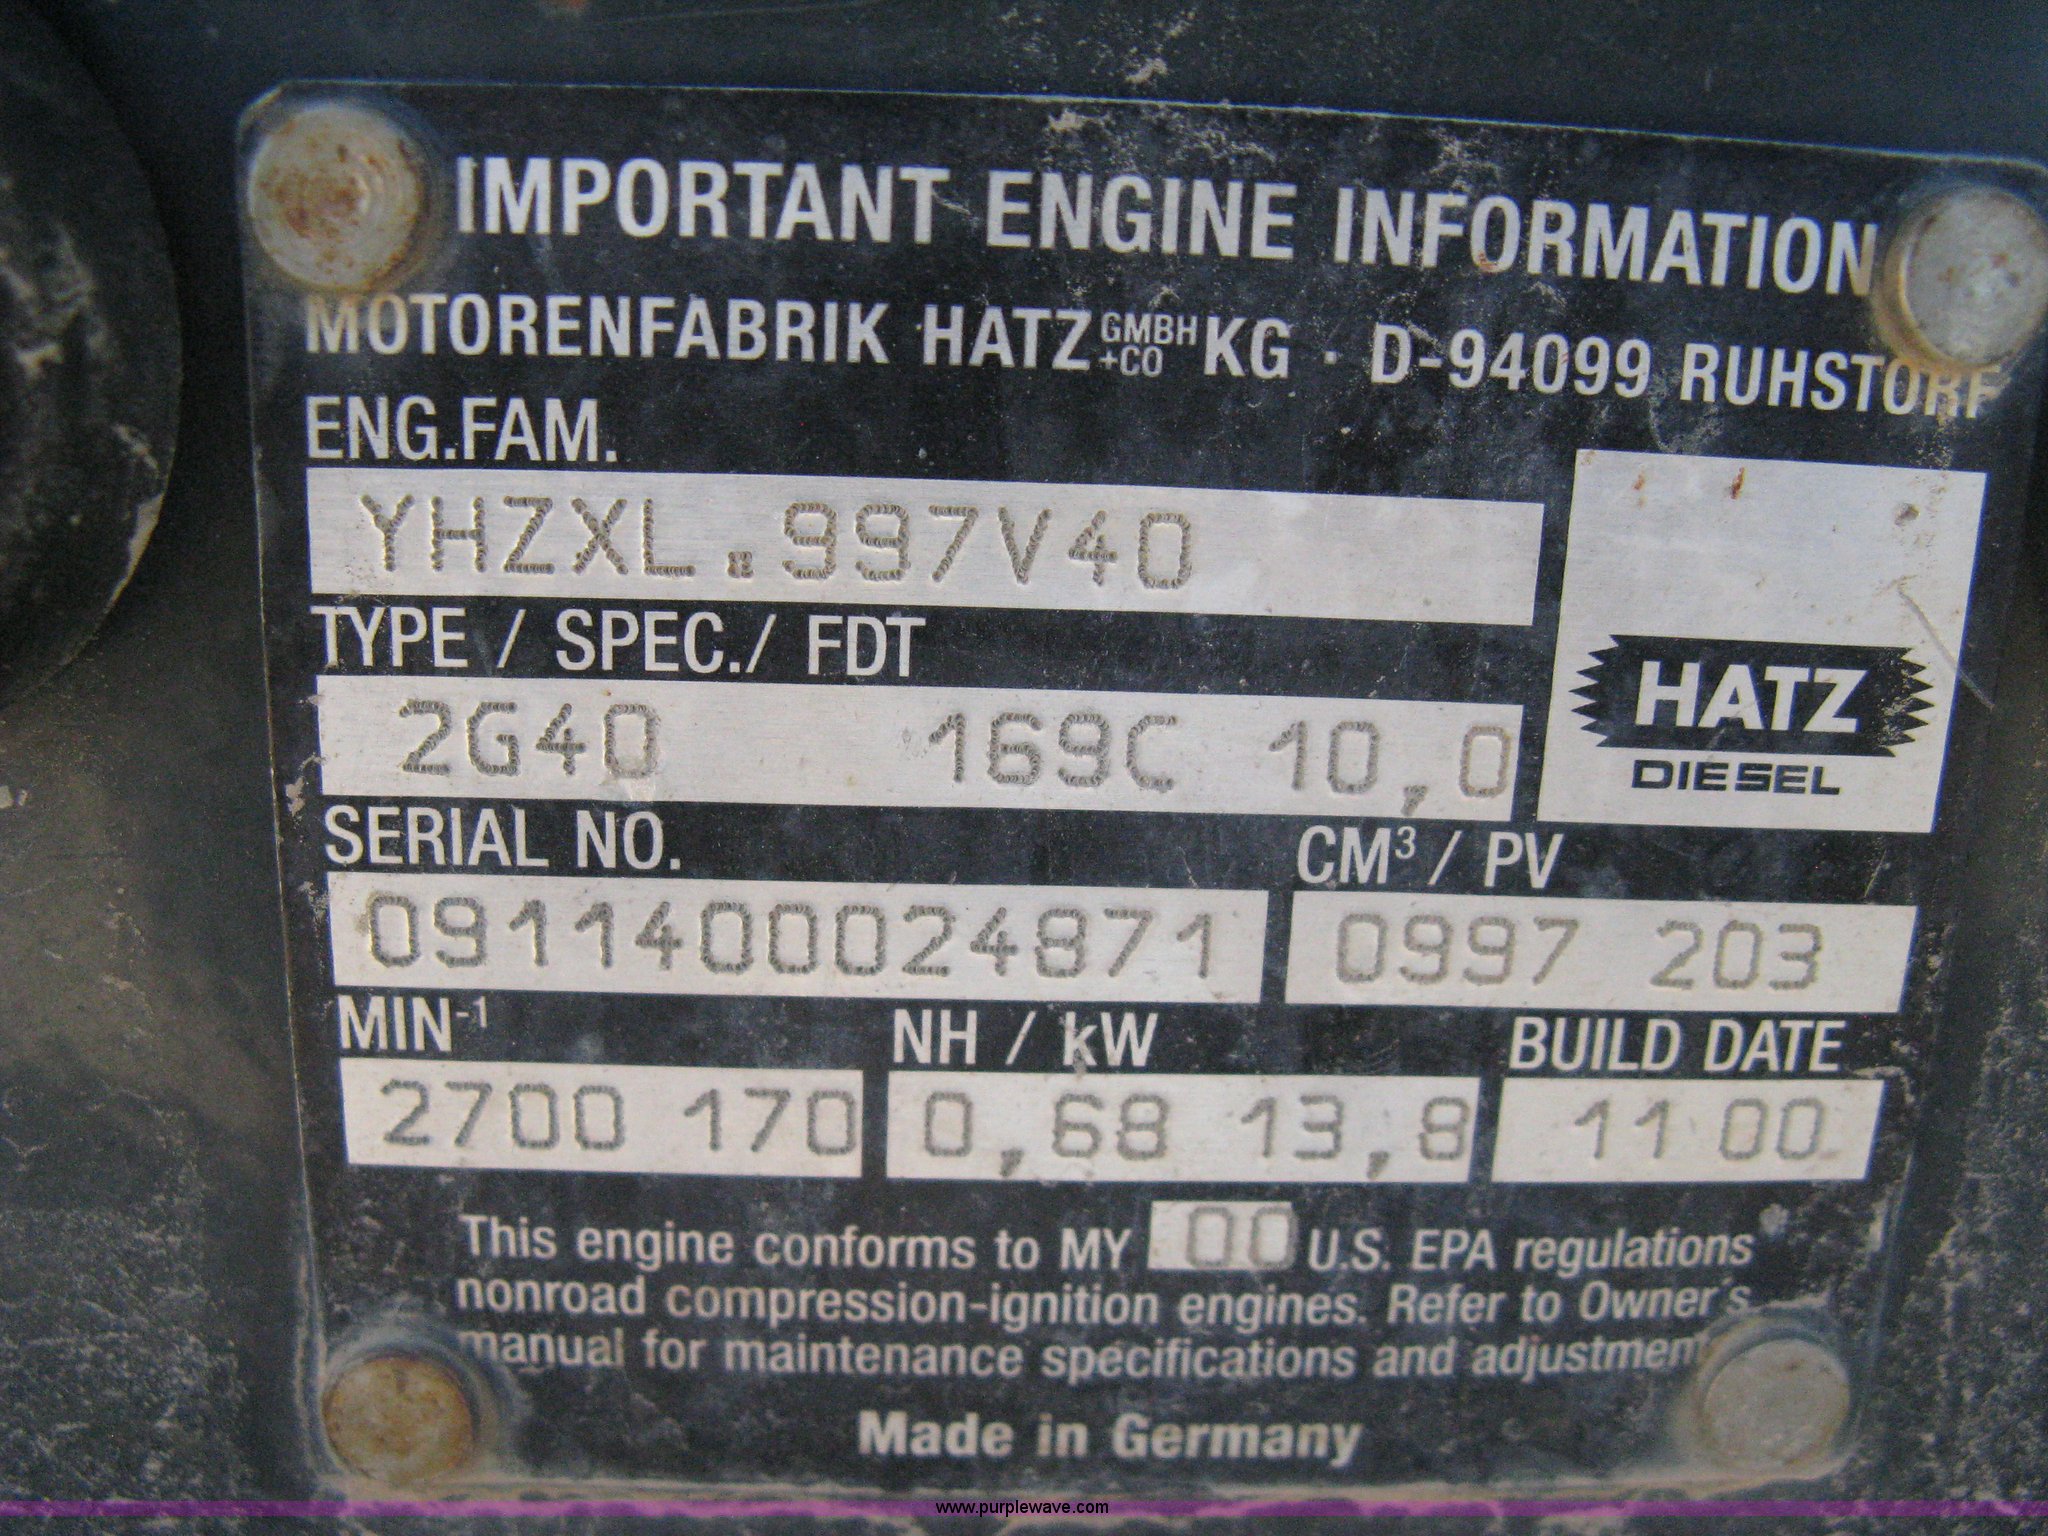 IMPORTANT ENGINE INFORMATION
MOTORENFABRIK HATZ GMBH +CO KG · D-94099 RUHSTORF
ENG.FAM.
YHZXL.997V40
TYPE / SPEC./ FDT
2G40 169C 10,0
HATZ
DIESEL
SERIAL NO. CM³ / PV
0911400024871 0997 203
MIN⁻¹ NH / kW BUILD DATE
2700 170 0,68 13,8 11 00
This engine conforms to MY 00 U.S. EPA regulations
nonroad compression-ignition engines. Refer to Owner's
manual for maintenance specifications and adjustment
Made in Germany
www.purplewave.com